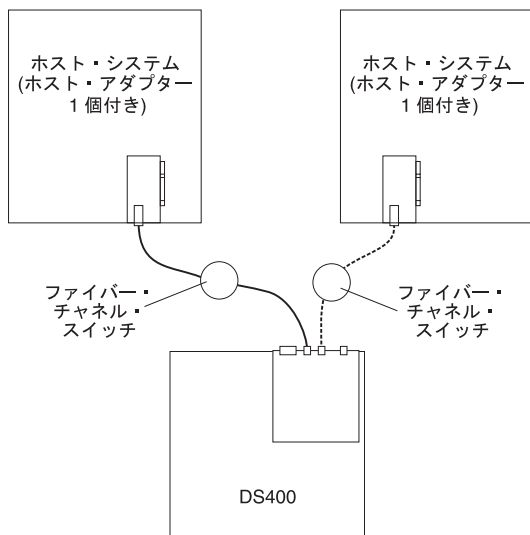 ホスト・システム
(ホスト・アダプター
1 個付き)
ホスト・システム
(ホスト・アダプター
1 個付き)
ファイバー・
チャネル・
スイッチ
ファイバー・
チャネル・
スイッチ
DS400